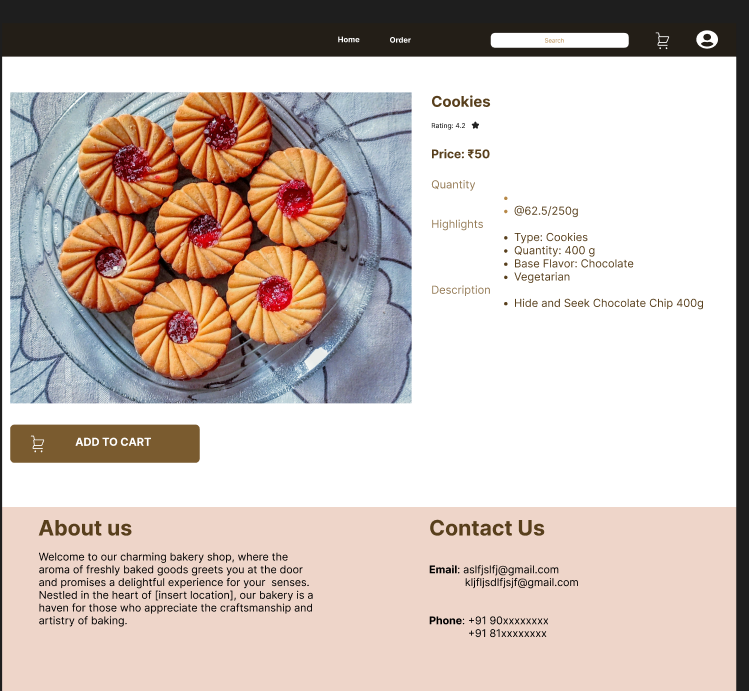 Home
Order
Search
Cookies
Rating: 4.2
Price: ₹50
Quantity
@62.5/250g
Highlights
Type: Cookies
Quantity: 400 g
Base Flavor: Chocolate
Vegetarian
Description
Hide and Seek Chocolate Chip 400g
ADD TO CART
About us
Welcome to our charming bakery shop, where the
aroma of freshly baked goods greets you at the door
and promises a delightful experience for your  senses.
Nestled in the heart of [insert location], our bakery is a
haven for those who appreciate the craftsmanship and
artistry of baking.
Contact Us
Email: aslfjslfj@gmail.com
kljfljsdlfjsjf@gmail.com
Phone: +91 90xxxxxxxx
+91 81xxxxxxxx